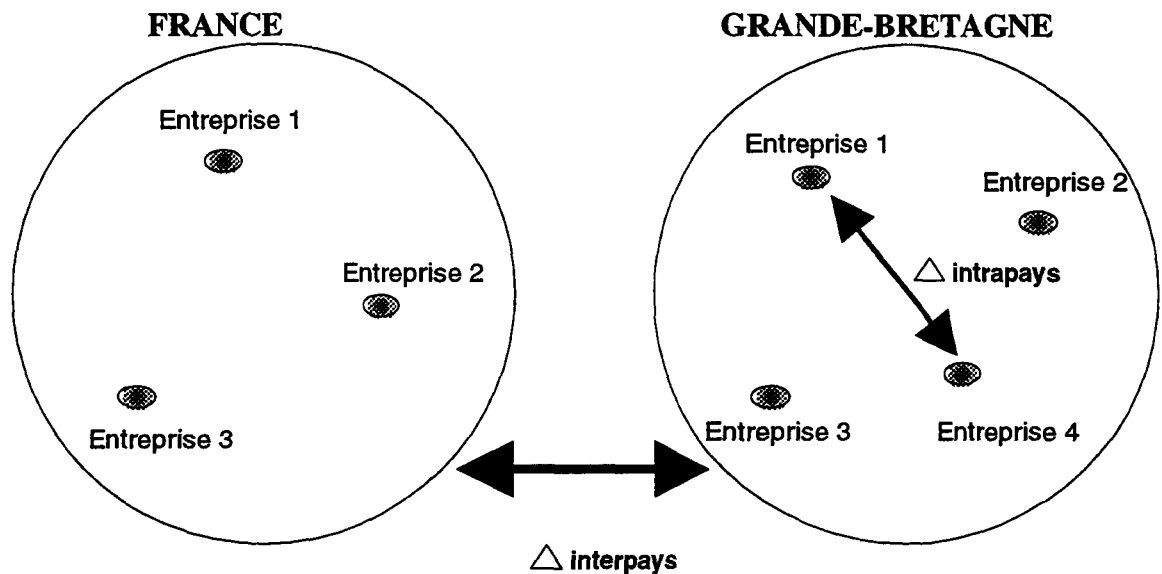 FRANCE
Entreprise 1
Entreprise 2
Entreprise 3
GRANDE-BRETAGNE
Entreprise 1
Entreprise 2
△ intrapays
Entreprise 3
Entreprise 4
△ interpays